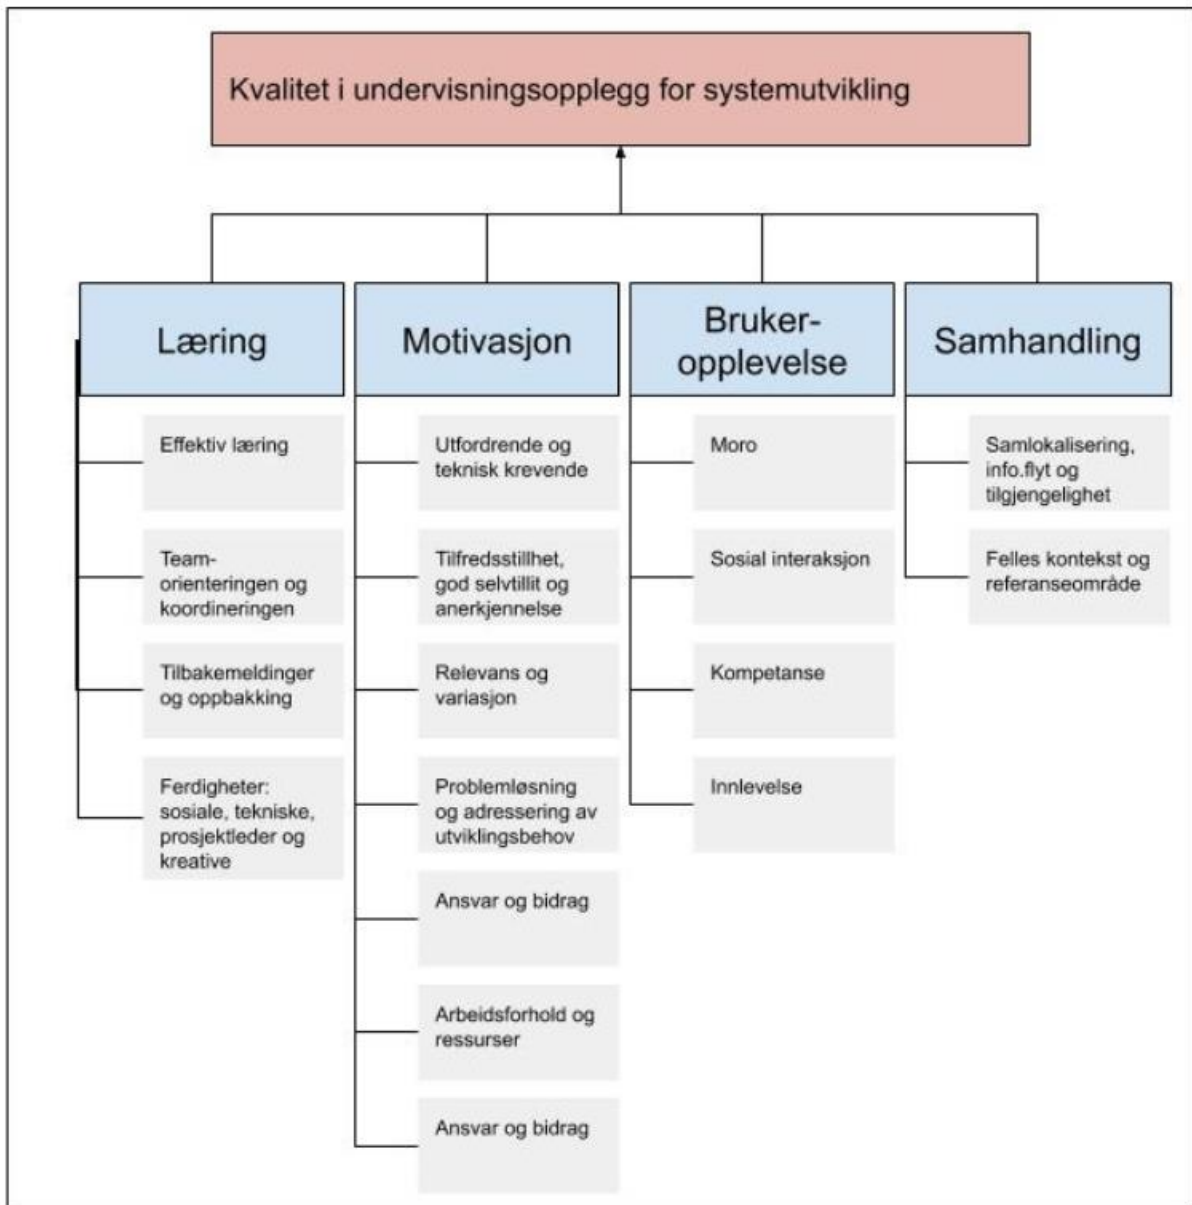 Kvalitet i undervisningsopplegg for systemutvikling
Læring
Effektiv læring
Team-
orienteringen og
koordineringen
Tilbakemeldinger
og oppbakking
Ferdigheter:
sosiale, tekniske,
prosjektleder og
kreative
Motivasjon
Utfordrende og
teknisk krevende
Tilfredsstillhet,
god selvtillit og
anerkjennelse
Relevans og
variasjon
Problemløsning
og adressering av
utviklingsbehov
Ansvar og bidrag
Arbeidsforhold og
ressurser
Ansvar og bidrag
Bruker-
opplevelse
Moro
Sosial interaksjon
Kompetanse
Innlevelse
Samhandling
Samlokalisering,
info.flyt og
tilgjengelighet
Felles kontekst og
referanseområde